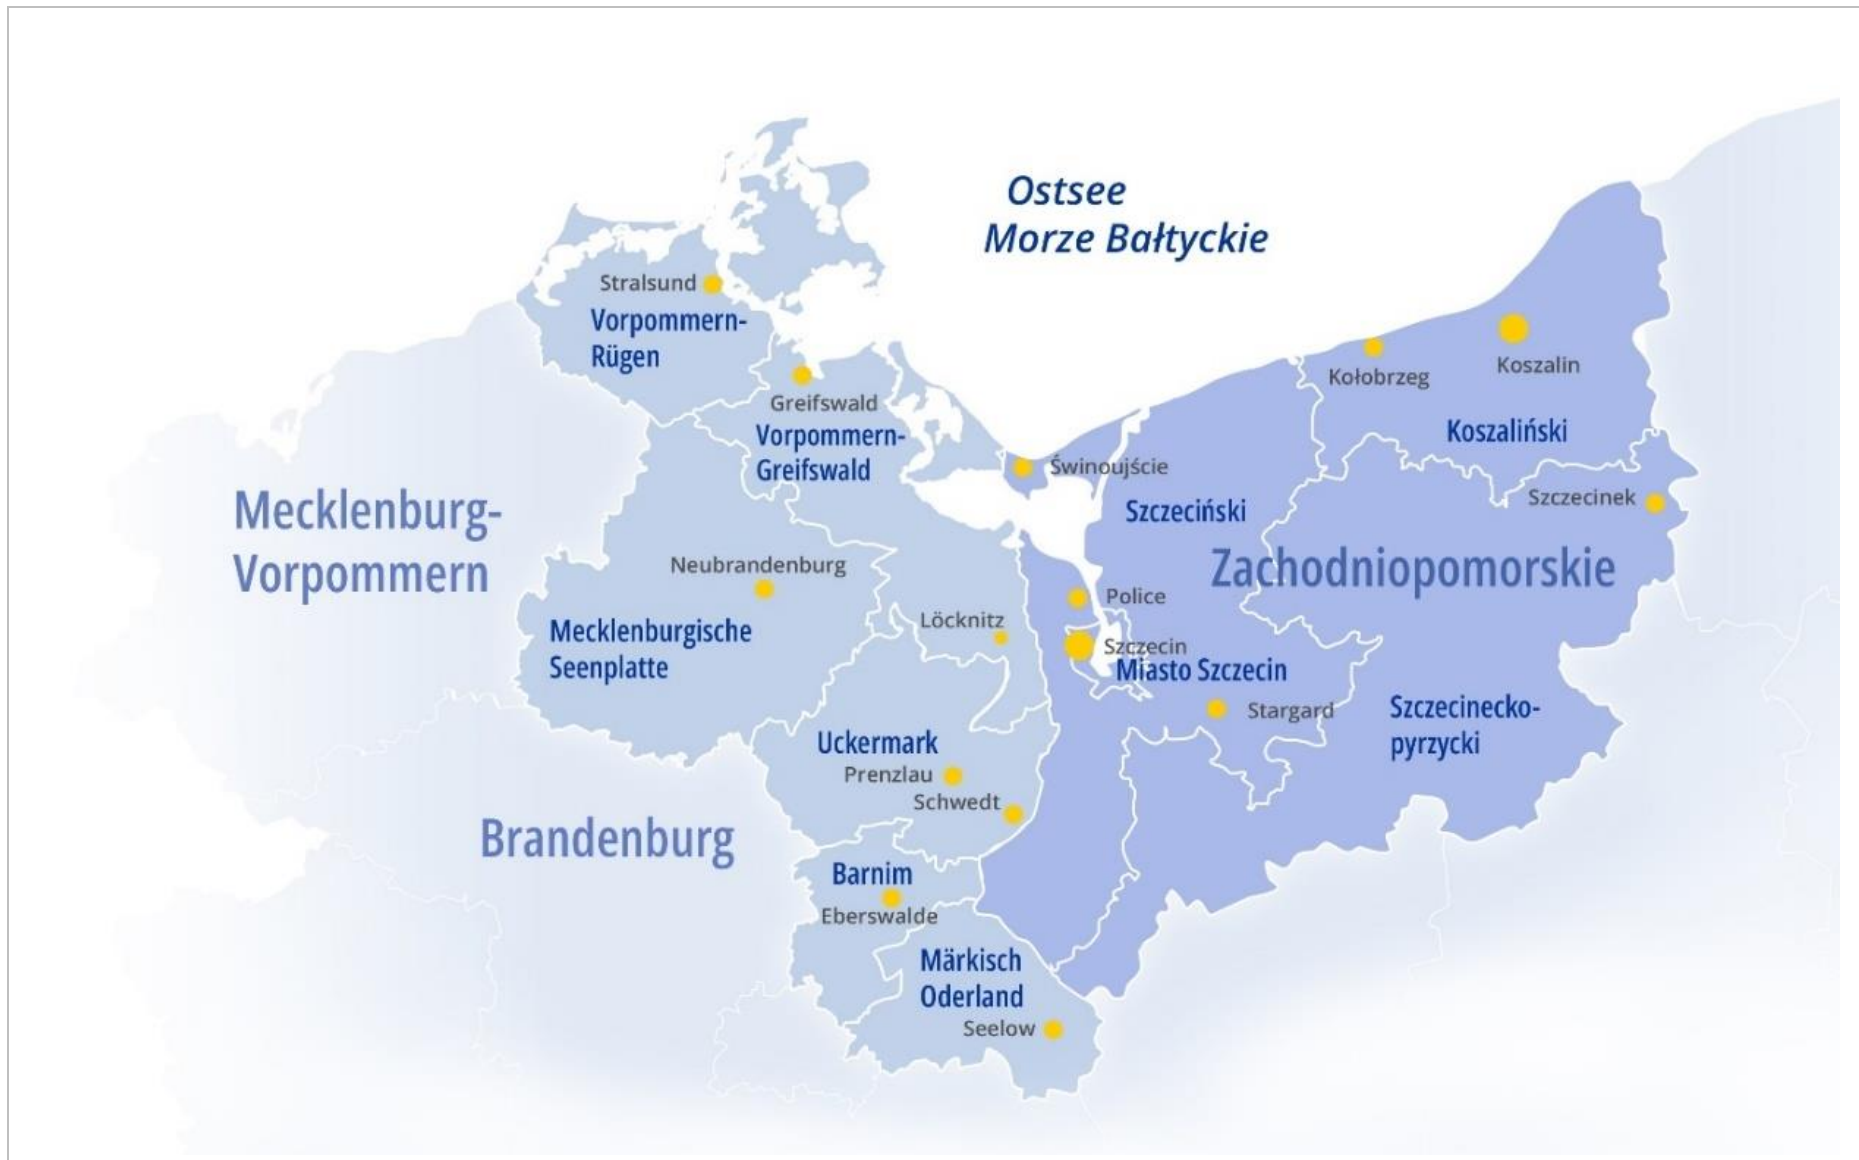 Ostsee
Morze Bałtyckie
Stralsund
Vorpommern-
Rügen
Greifswald
Vorpommern-
Greifswald
Kołobrzeg
Koszalin
Koszaliński
Świnoujście
Szczeciński
Szczecinek
Mecklenburg-
Vorpommern
Zachodniopomorskie
Neubrandenburg
Mecklenburgische
Seenplatte
Löcknitz
Police
Szczecin
Miasto Szczecin
Stargard
Szczecinecko-
pyrzycki
Uckermark
Prenzlau
Schwedt
Brandenburg
Barnim
Eberswalde
Märkisch
Oderland
Seelow